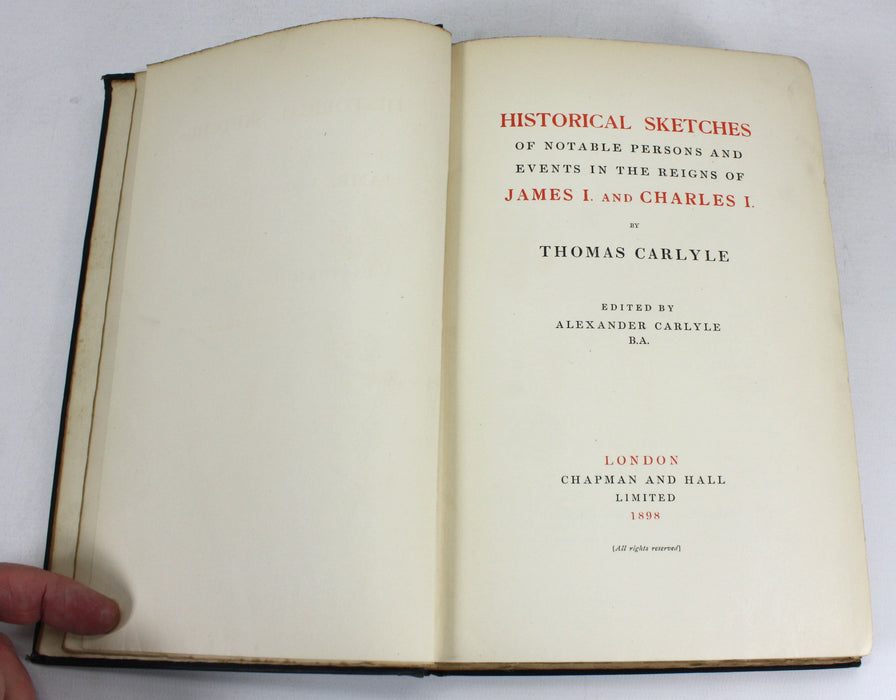 HISTORICAL SKETCHES
OF NOTABLE PERSONS AND
EVENTS IN THE REIGNS OF
JAMES I. AND CHARLES I.
BY
THOMAS CARLYLE
EDITED BY
ALEXANDER CARLYLE
B.A.
LONDON
CHAPMAN AND HALL
LIMITED
1898
[All rights reserved]